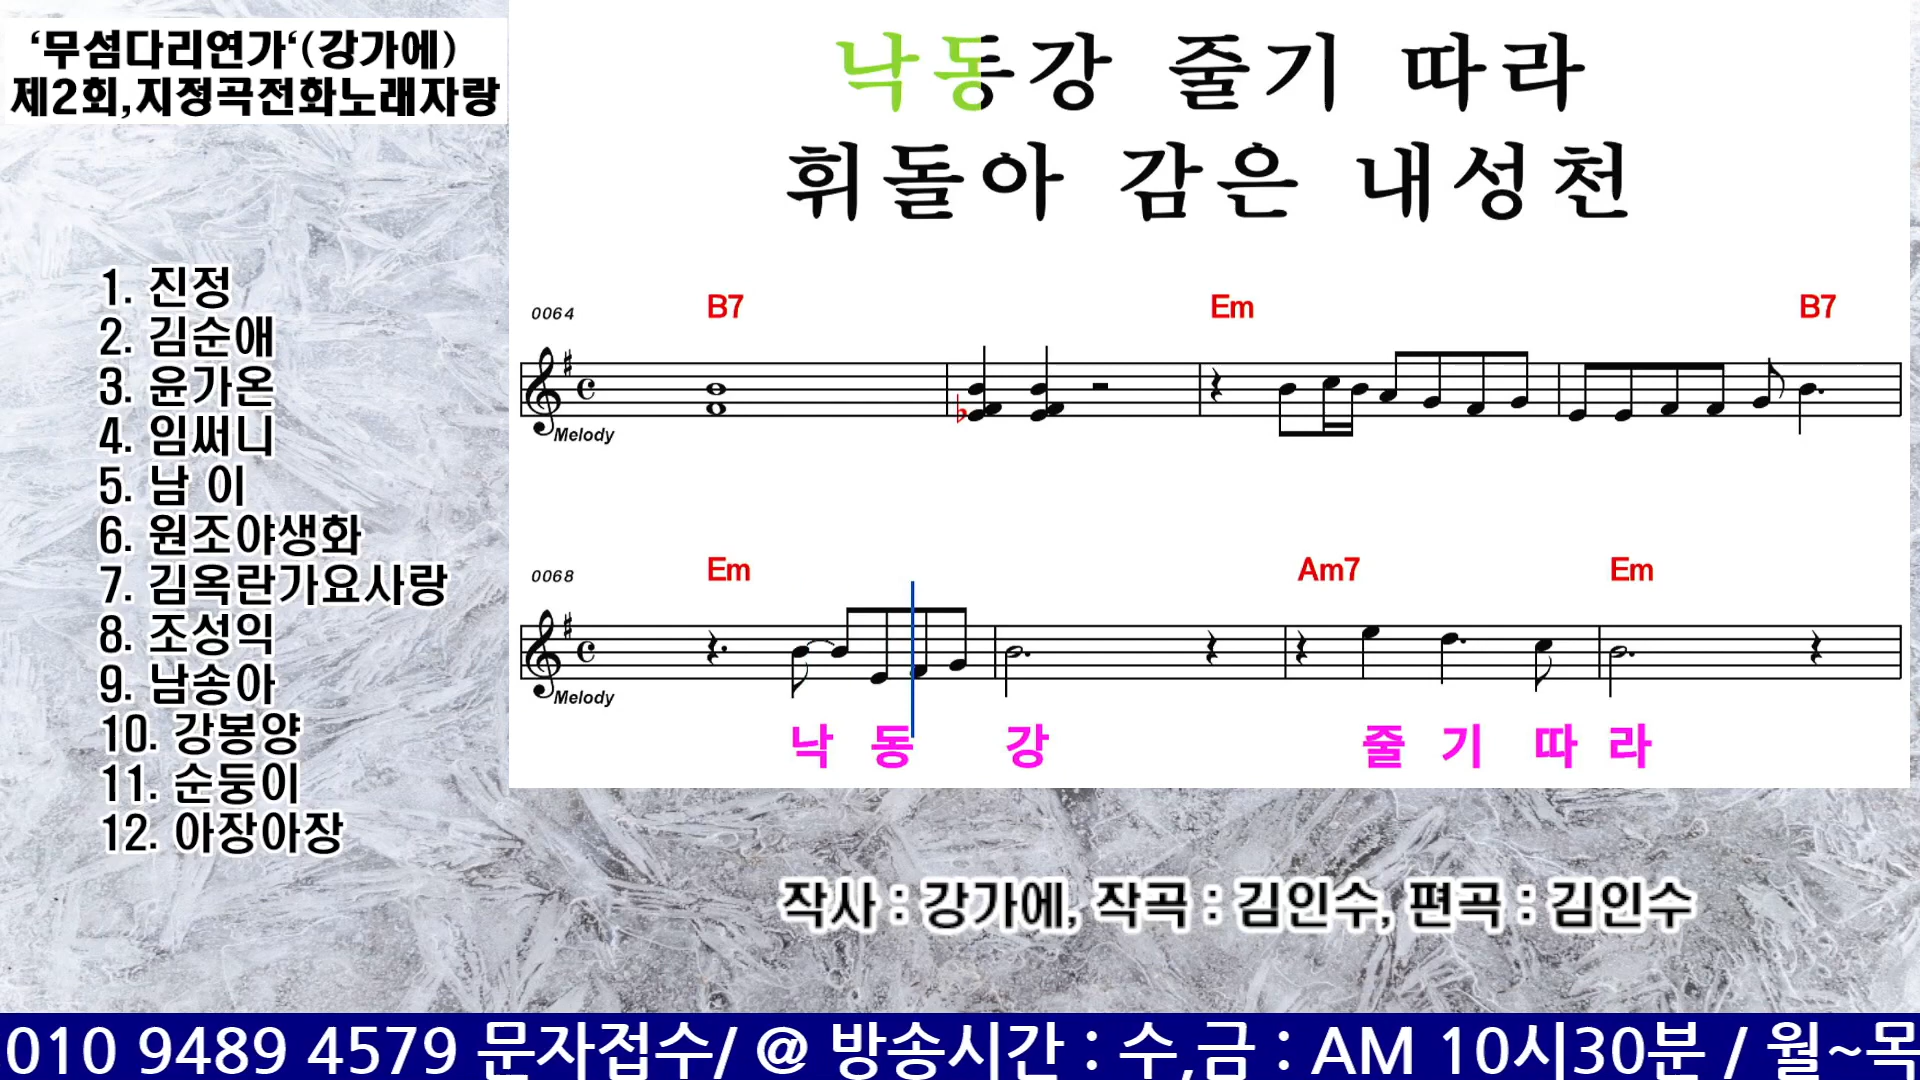 ‘무섬다리연가‘(강가에)
제2회,지정곡전화노래자랑
1. 진정
2. 김순애
3. 윤가온
4. 임써니
5. 남 이
6. 원조야생화
7. 김옥란가요사랑
8. 조성익
9. 남송아
10. 강봉양
11. 순둥이
12. 아장아장
낙동강 줄기 따라
휘돌아 감은 내성천
0064 B7 Em B7
Melody
0068 Em Am7 Em
Melody
낙 동 강 줄 기 따 라
작사 : 강가에, 작곡 : 김인수, 편곡 : 김인수
010 9489 4579 문자접수/ @ 방송시간 : 수,금 : AM 10시30분 / 월~목